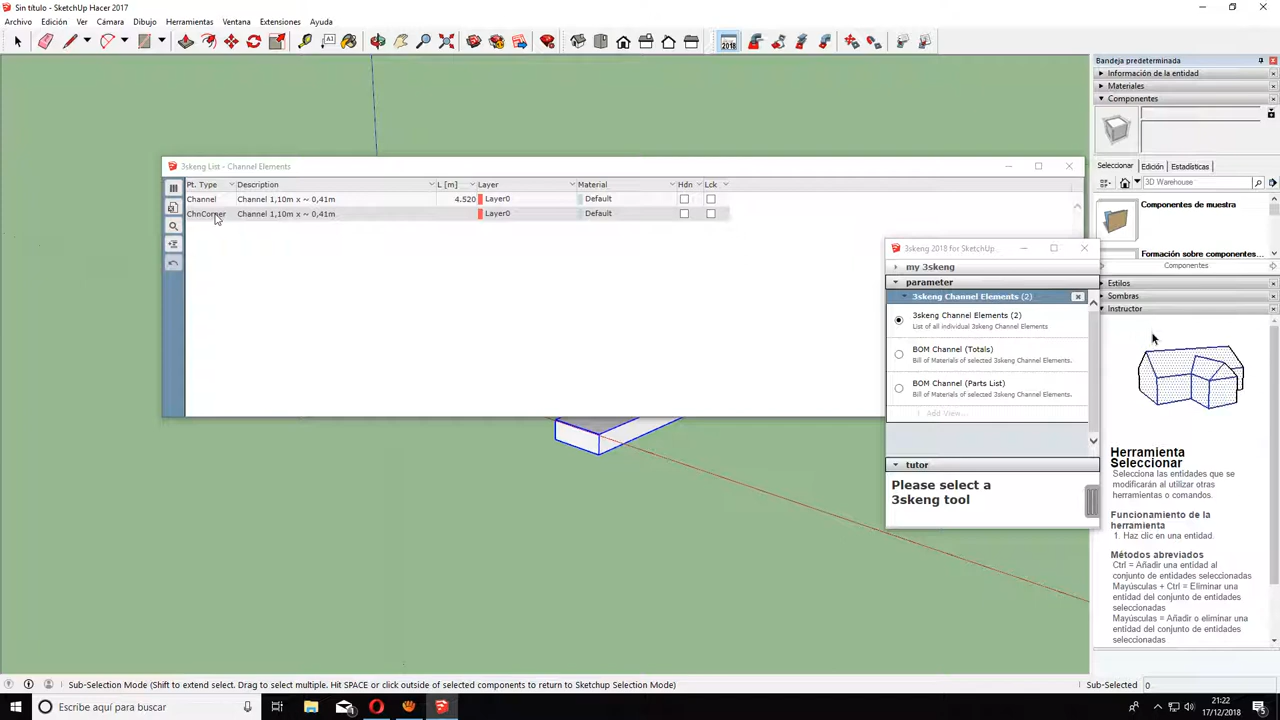 Sin título - SketchUp Hacer 2017
Archivo Edición Ver Cámara Dibujo Herramientas Ventana Extensiones Ayuda
2018
3skeng List - Channel Elements
Pt. Type Description L [m] Layer Material Hdn Lck
Channel Channel 1,10m x ~ 0,41m 4.520 Layer0 Default
ChnCorner Channel 1,10m x ~ 0,41m Layer0 Default
3skeng 2018 for SketchUp
my 3skeng
parameter
3skeng Channel Elements (2)
3skeng Channel Elements (2)
List of all individual 3skeng Channel Elements
BOM Channel (Totals)
Bill of Materials of selected 3skeng Channel Elements.
BOM Channel (Parts List)
Bill of Materials of selected 3skeng Channel Elements.
Add View...
tutor
Please select a
3skeng tool
Bandeja predeterminada
Información de la entidad
Materiales
Componentes
Seleccionar Edición Estadísticas
3D Warehouse
Componentes de muestra
Formación sobre componentes...
Componentes
Estilos
Sombras
Instructor
Herramienta
Seleccionar
Selecciona las entidades que se
modificarán al utilizar otras
herramientas o comandos.
Funcionamiento de la
herramienta
1. Haz clic en una entidad.
Métodos abreviados
Ctrl = Añadir una entidad al
conjunto de entidades seleccionadas
Mayúsculas + Ctrl = Eliminar una
entidad del conjunto de entidades
seleccionadas
Mayúsculas = Añadir o eliminar una
entidad del conjunto de entidades
seleccionadas
Sub-Selection Mode (Shift to extend select. Drag to select multiple. Hit SPACE or click outside of selected components to return to Sketchup Selection Mode)
Sub-Selected 0
Escribe aquí para buscar
21:22
17/12/2018